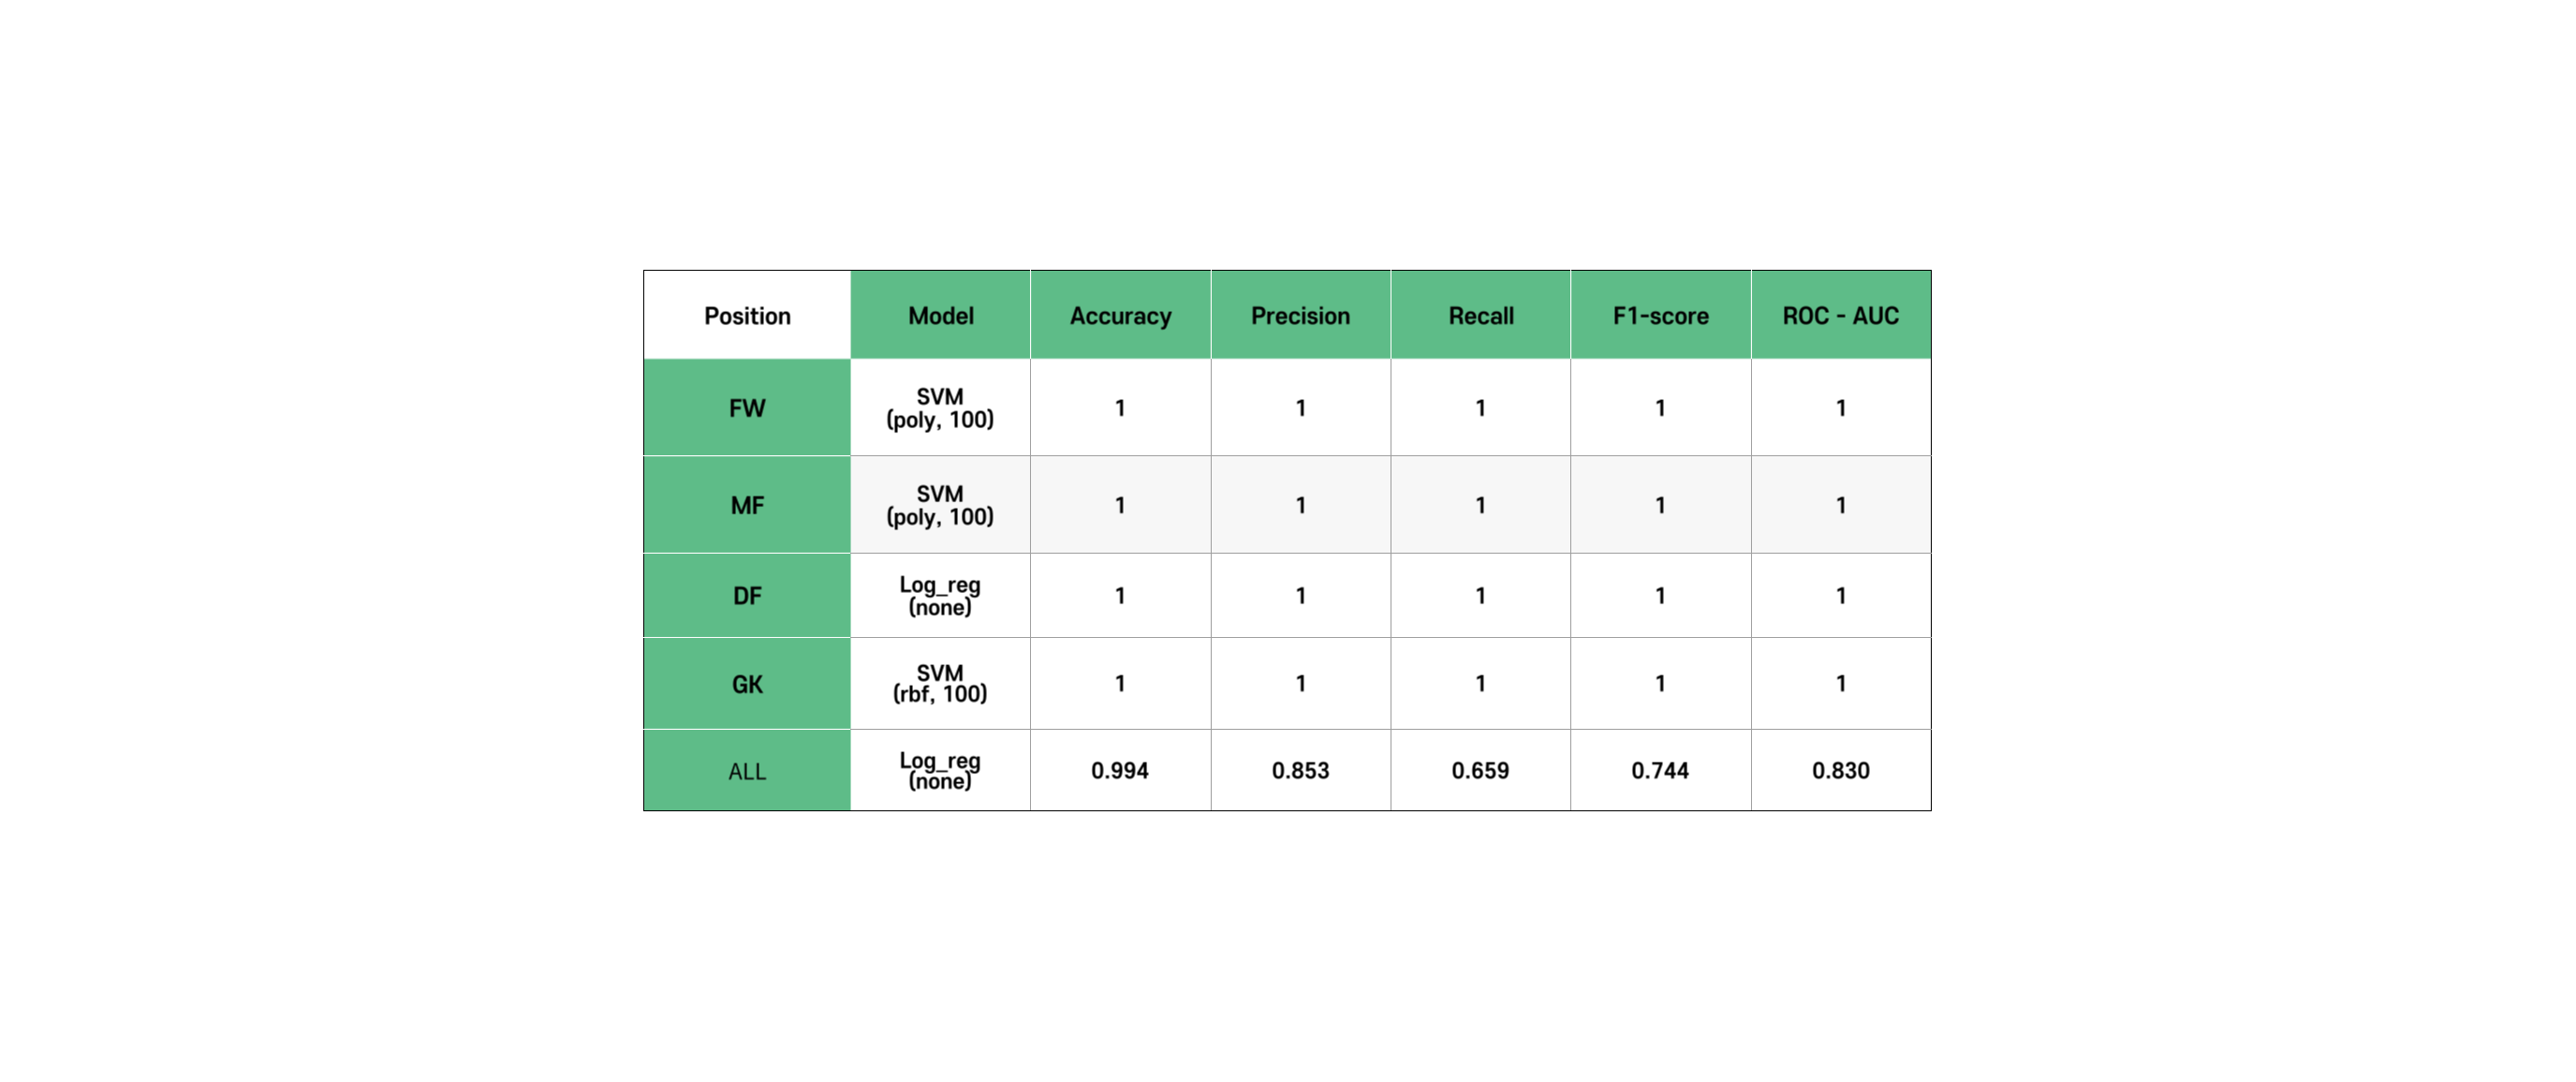 Position Model Accuracy Precision Recall F1-score ROC - AUC
FW SVM (poly, 100) 1 1 1 1 1
MF SVM (poly, 100) 1 1 1 1 1
DF Log_reg (none) 1 1 1 1 1
GK SVM (rbf, 100) 1 1 1 1 1
ALL Log_reg (none) 0.994 0.853 0.659 0.744 0.830